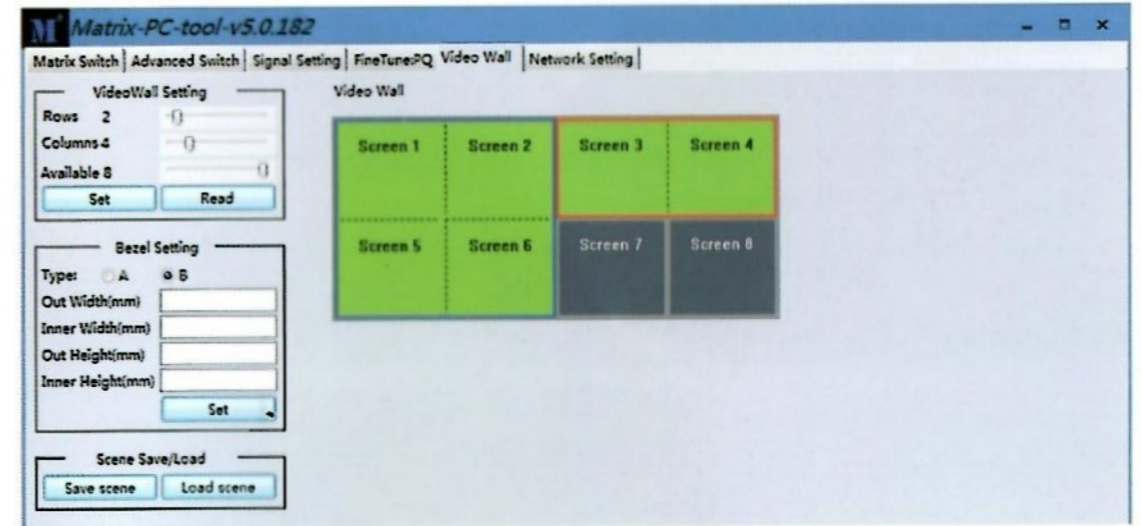 M Matrix-PC-tool-v5.0.182
Matrix Switch Advanced Switch Signal Setting FineTune:PQ Video Wall Network Setting
VideoWall Setting
Rows 2
Columns 4
Available 8
Set Read
Bezel Setting
Type: A B
Out Width(mm)
Inner Width(mm)
Out Height(mm)
Inner Height(mm)
Set
Scene Save/Load
Save scene Load scene
Video Wall
Screen 1 Screen 2 Screen 3 Screen 4
Screen 5 Screen 6 Screen 7 Screen 8